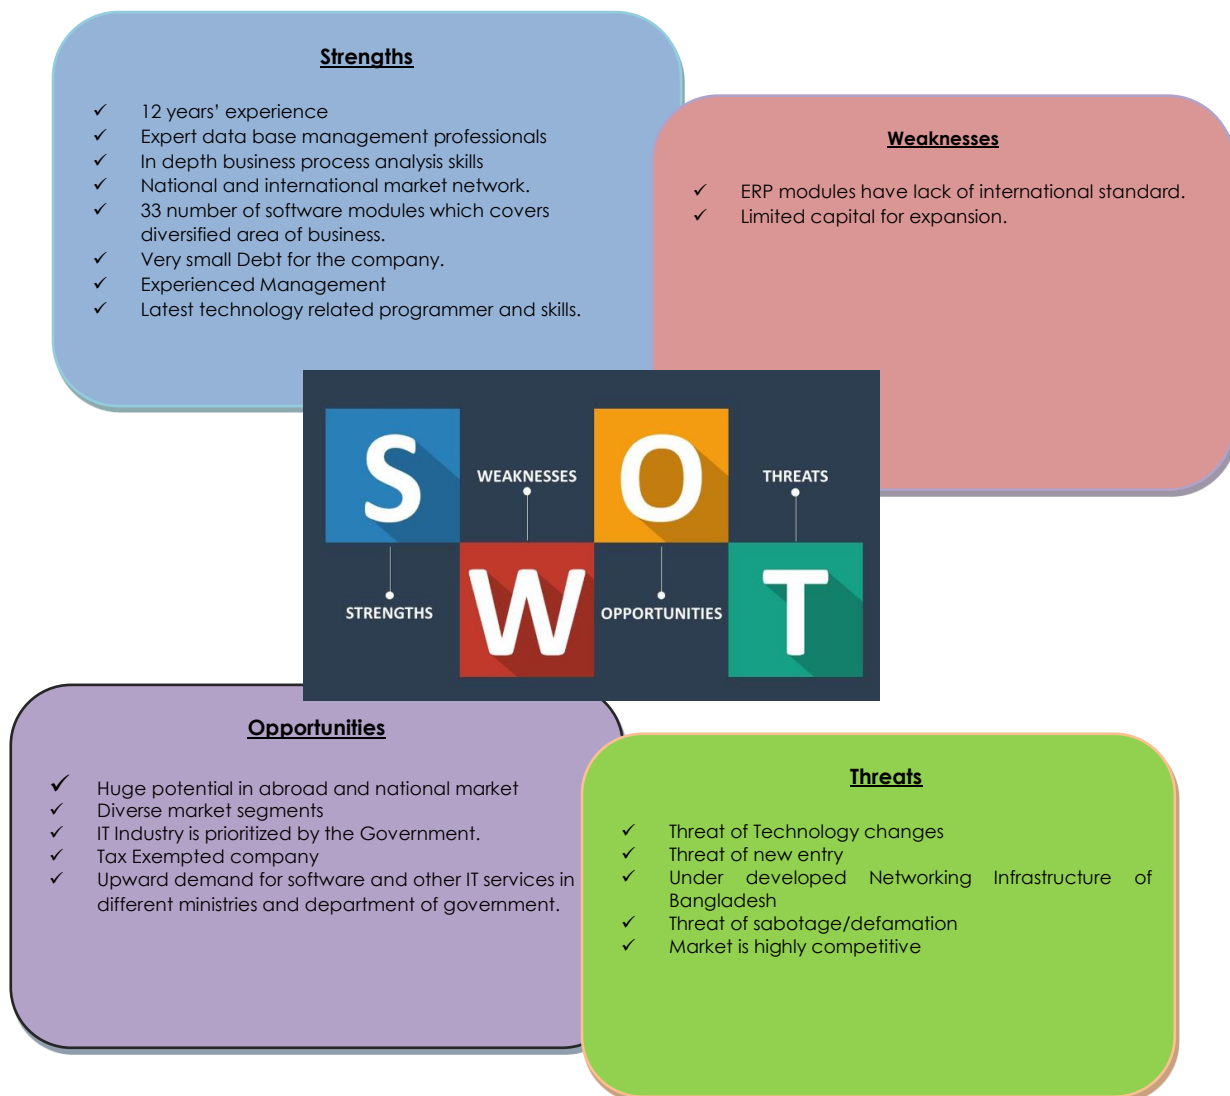 Strengths
✓ 12 years’ experience
✓ Expert data base management professionals
✓ In depth business process analysis skills
✓ National and international market network.
✓ 33 number of software modules which covers
diversified area of business.
✓ Very small Debt for the company.
✓ Experienced Management
✓ Latest technology related programmer and skills.
Weaknesses
✓ ERP modules have lack of international standard.
✓ Limited capital for expansion.
S
WEAKNESSES
O
THREATS
STRENGTHS
W
OPPORTUNITIES
T
Opportunities
✓ Huge potential in abroad and national market
✓ Diverse market segments
✓ IT Industry is prioritized by the Government.
✓ Tax Exempted company
✓ Upward demand for software and other IT services in
different ministries and department of government.
Threats
✓ Threat of Technology changes
✓ Threat of new entry
✓ Under developed Networking Infrastructure of
Bangladesh
✓ Threat of sabotage/defamation
✓ Market is highly competitive